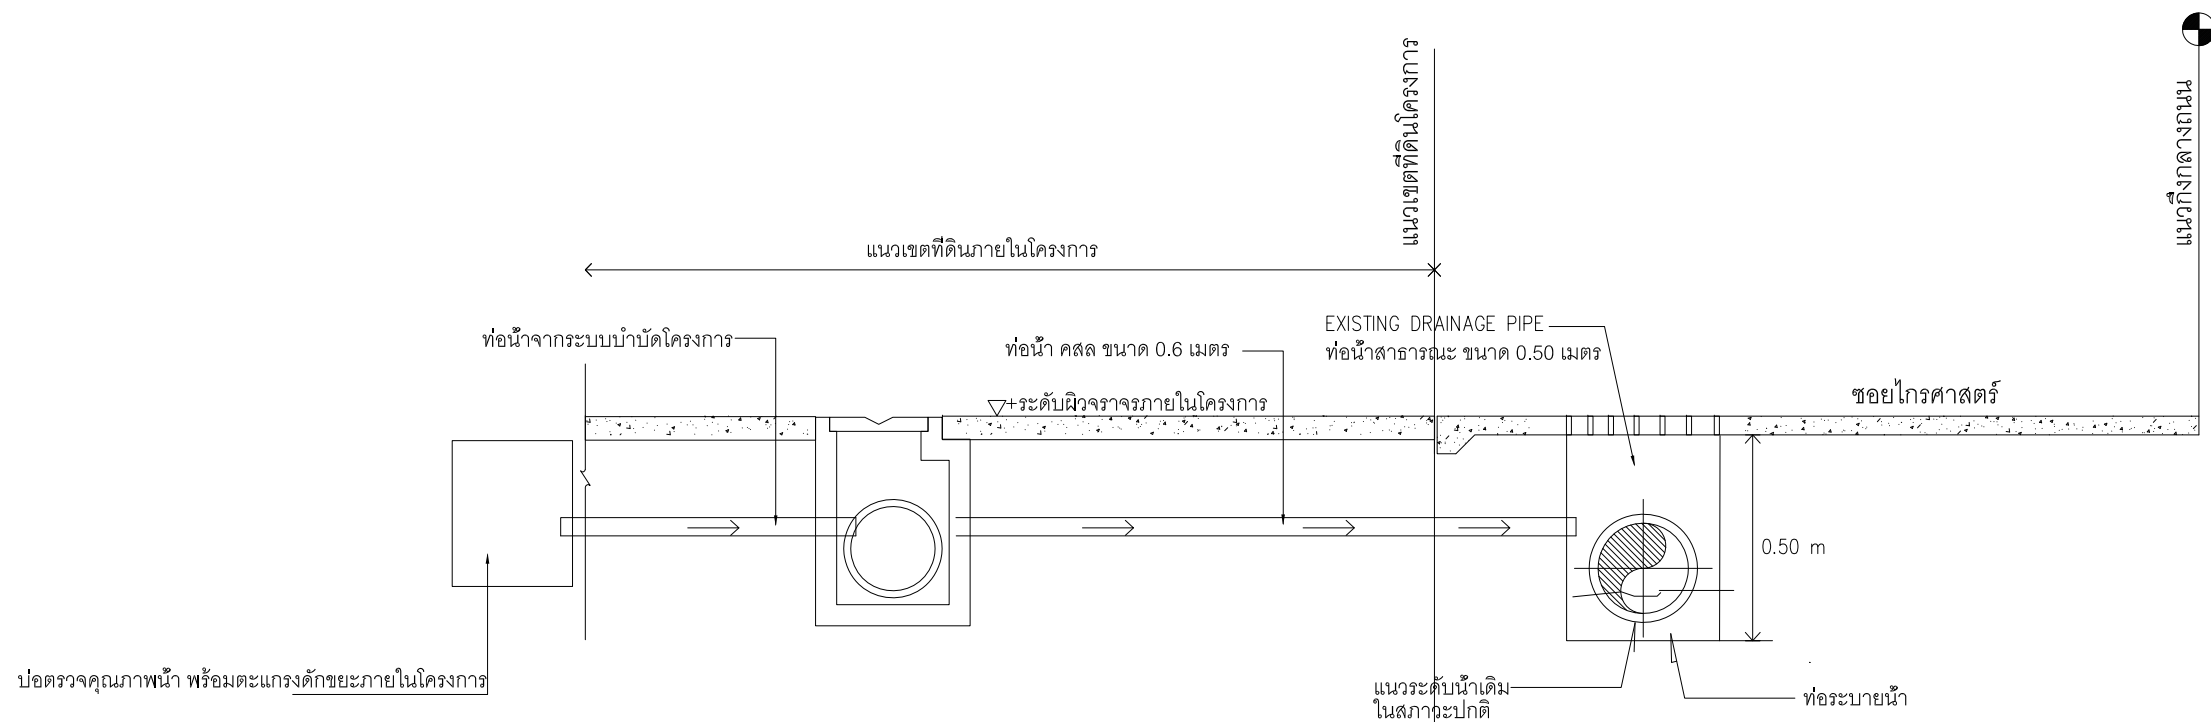 แนวเขตที่ดินโครงการ
แนวกึ่งกลางถนน
แนวเขตที่ดินภายในโครงการ
ท่อน้ำจากระบบบำบัดโครงการ
ท่อน้ำ คสล ขนาด 0.6 เมตร
EXISTING DRAINAGE PIPE
ท่อน้ำสาธารณะ ขนาด 0.50 เมตร
+ระดับผิวจราจรภายในโครงการ
ซอยไกรศาสตร์
0.50 m
บ่อตรวจคุณภาพน้ำ พร้อมตะแกรงดักขยะภายในโครงการ
แนวระดับน้ำเดิม
ในสภาวะปกติ
ท่อระบายน้ำ